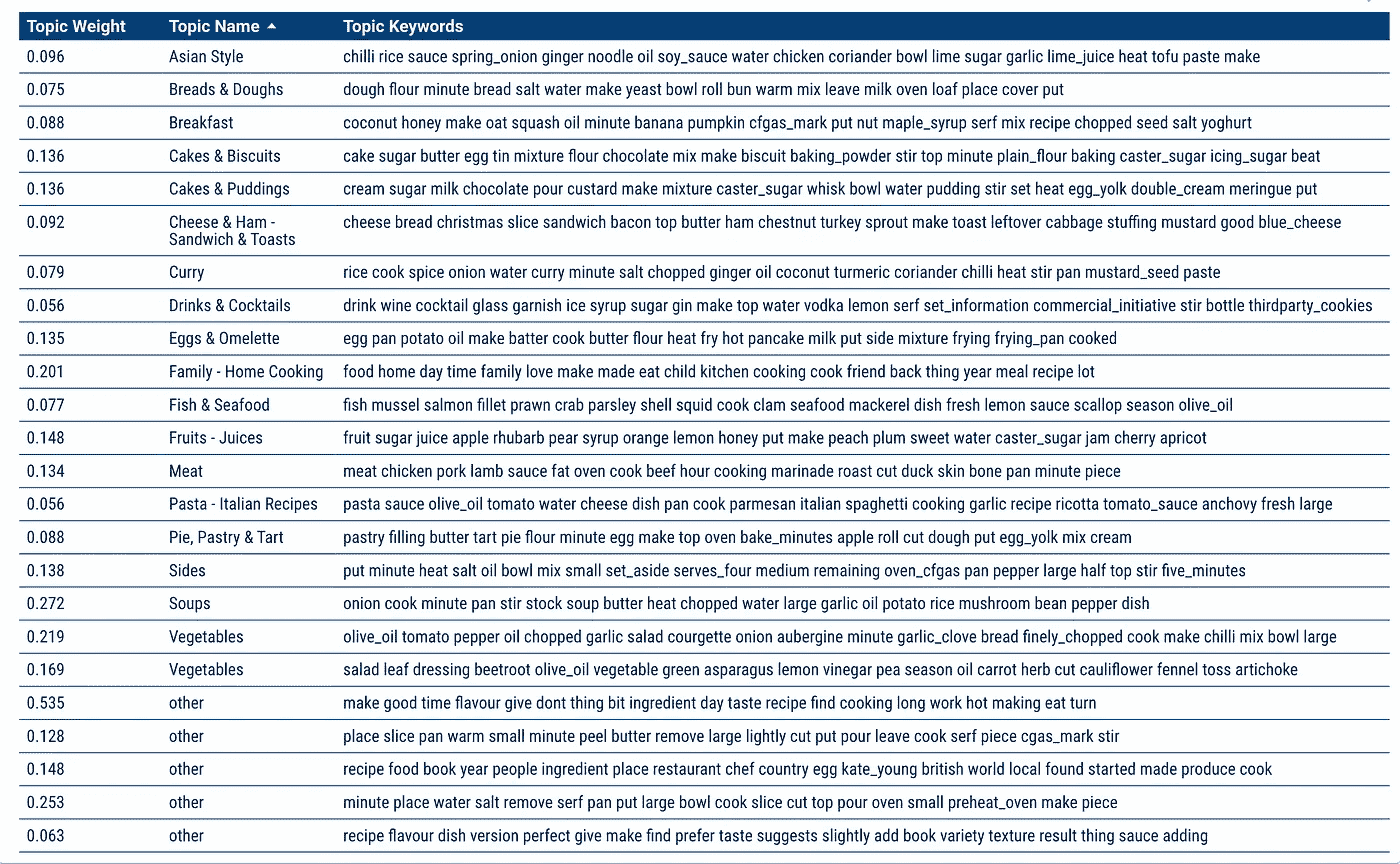 Topic Weight Topic Name Topic Keywords
0.096 Asian Style chilli rice sauce spring_onion ginger noodle oil soy_sauce water chicken coriander bowl lime sugar garlic lime_juice heat tofu paste make
0.075 Breads & Doughs dough flour minute bread salt water make yeast bowl roll bun warm mix leave milk oven loaf place cover put
0.088 Breakfast coconut honey make oat squash oil minute banana pumpkin cfgas_mark put nut maple_syrup serf mix recipe chopped seed salt yoghurt
0.136 Cakes & Biscuits cake sugar butter egg tin mixture flour chocolate mix make biscuit baking_powder stir top minute plain_flour baking caster_sugar icing_sugar beat
0.136 Cakes & Puddings cream sugar milk chocolate pour custard make mixture caster_sugar whisk bowl water pudding stir set heat egg_yolk double_cream meringue put
0.092 Cheese & Ham - cheese bread christmas slice sandwich bacon top butter ham chestnut turkey sprout make toast leftover cabbage stuffing mustard good blue_cheese
Sandwich & Toasts
0.079 Curry rice cook spice onion water curry minute salt chopped ginger oil coconut turmeric coriander chilli heat stir pan mustard_seed paste
0.056 Drinks & Cocktails drink wine cocktail glass garnish ice syrup sugar gin make top water vodka lemon serf set_information commercial_initiative stir bottle thirdparty_cookies
0.135 Eggs & Omelette egg pan potato oil make batter cook butter flour heat fry hot pancake milk put side mixture frying frying_pan cooked
0.201 Family - Home Cooking food home day time family love make made eat child kitchen cooking cook friend back thing year meal recipe lot
0.077 Fish & Seafood fish mussel salmon fillet prawn crab parsley shell squid cook clam seafood mackerel dish fresh lemon sauce scallop season olive_oil
0.148 Fruits - Juices fruit sugar juice apple rhubarb pear syrup orange lemon honey put make peach plum sweet water caster_sugar jam cherry apricot
0.134 Meat meat chicken pork lamb sauce fat oven cook beef hour cooking marinade roast cut duck skin bone pan minute piece
0.056 Pasta - Italian Recipes pasta sauce olive_oil tomato water cheese dish pan cook parmesan italian spaghetti cooking garlic recipe ricotta tomato_sauce anchovy fresh large
0.088 Pie, Pastry & Tart pastry filling butter tart pie flour minute egg make top oven bake_minutes apple roll cut dough put egg_yolk mix cream
0.138 Sides put minute heat salt oil bowl mix small set_aside serves_four medium remaining oven_cfgas pan pepper large half top stir five_minutes
0.272 Soups onion cook minute pan stir stock soup butter heat chopped water large garlic oil potato rice mushroom bean pepper dish
0.219 Vegetables olive_oil tomato pepper oil chopped garlic salad courgette onion aubergine minute garlic_clove bread finely_chopped cook make chilli mix bowl large
0.169 Vegetables salad leaf dressing beetroot olive_oil vegetable green asparagus lemon vinegar pea season oil carrot herb cut cauliflower fennel toss artichoke
0.535 other make good time flavour give dont thing bit ingredient day taste recipe find cooking long work hot making eat turn
0.128 other place slice pan warm small minute peel butter remove large lightly cut put pour leave cook serf piece cgas_mark stir
0.148 other recipe food book year people ingredient place restaurant chef country egg kate_young british world local found started made produce cook
0.253 other minute place water salt remove serf pan put large bowl cook slice cut top pour oven small preheat_oven make piece
0.063 other recipe flavour dish version perfect give make find prefer taste suggests slightly add book variety texture result thing sauce adding